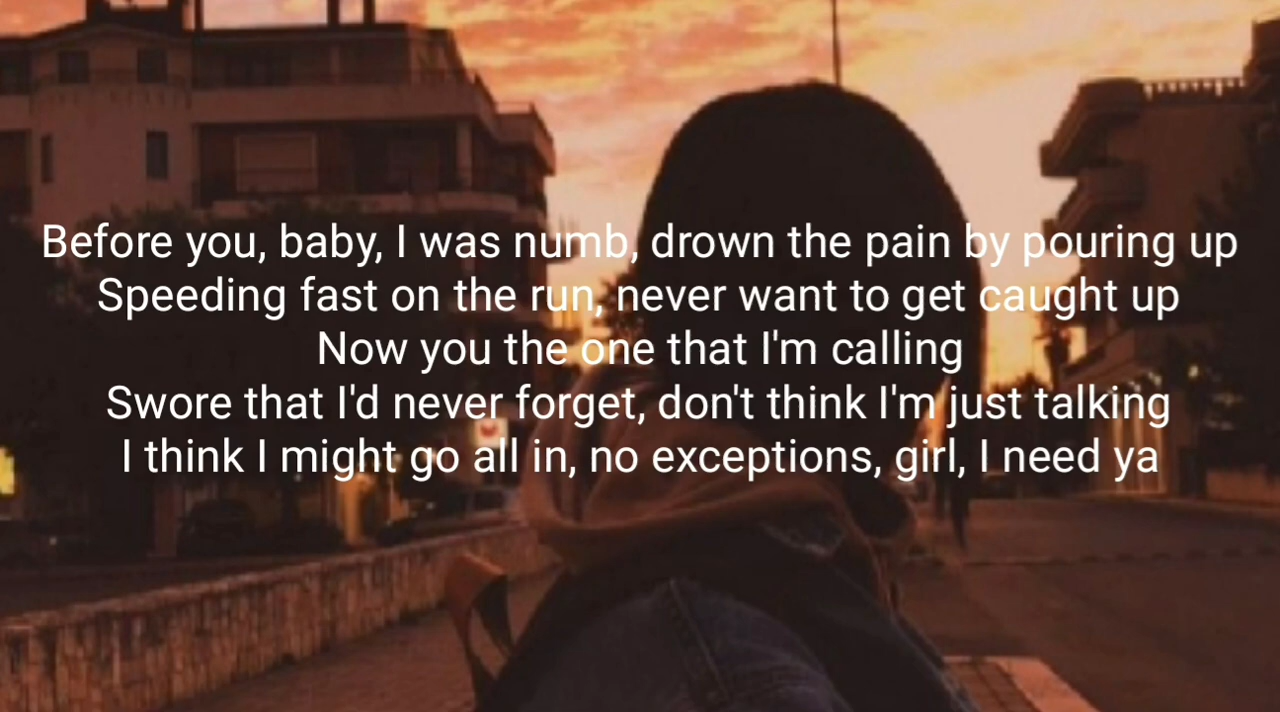 Before you, baby, I was numb, drown the pain by pouring up
Speeding fast on the run, never want to get caught up
Now you the one that I'm calling
Swore that I'd never forget, don't think I'm just talking
I think I might go all in, no exceptions, girl, I need ya